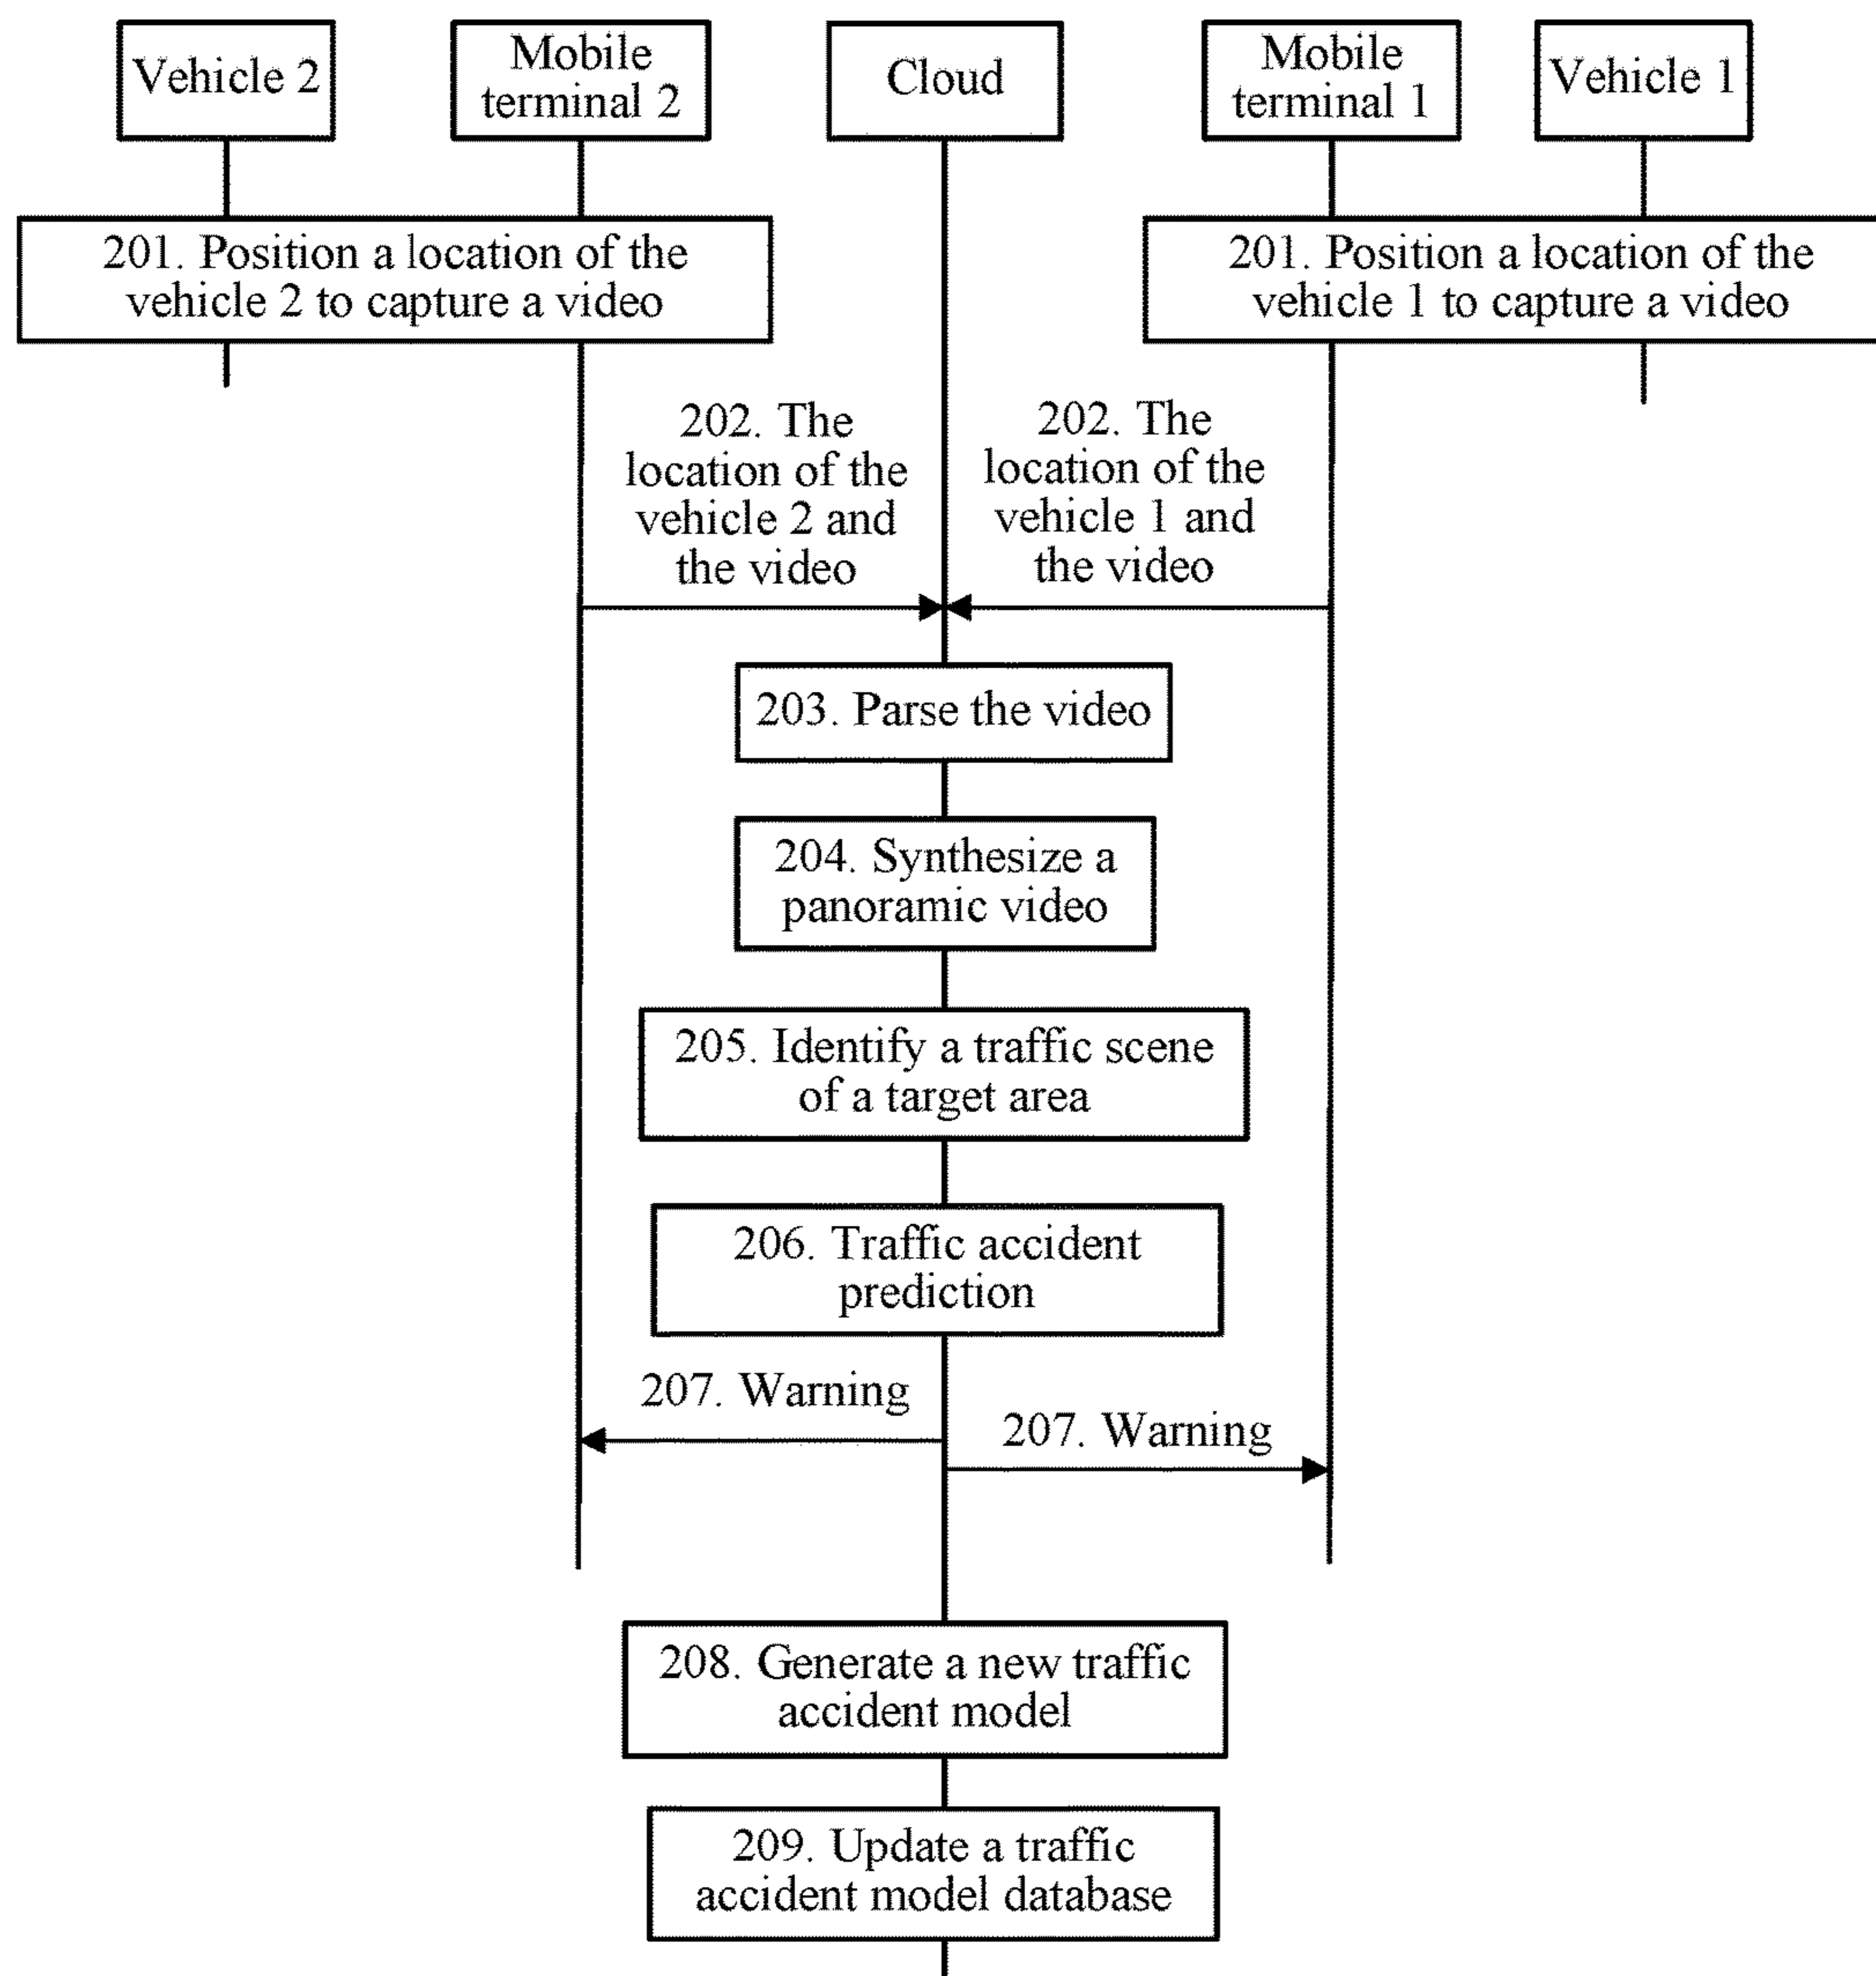 Vehicle 2
Mobile
terminal 2
Cloud
Mobile
terminal 1
Vehicle 1
201. Position a location of the
vehicle 2 to capture a video
201. Position a location of the
vehicle 1 to capture a video
202. The
location of the
vehicle 2 and
the video
202. The
location of the
vehicle 1 and
the video
203. Parse the video
204. Synthesize a
panoramic video
205. Identify a traffic scene
of a target area
206. Traffic accident
prediction
207. Warning
207. Warning
208. Generate a new traffic
accident model
209. Update a traffic
accident model database